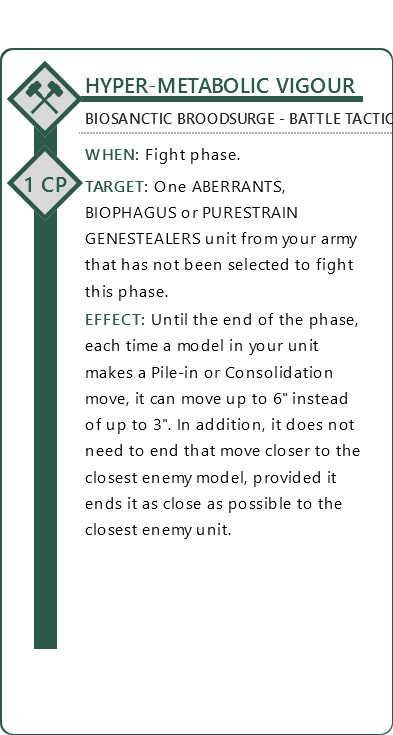 HYPER-METABOLIC VIGOUR
BIOSANCTIC BROODSURGE - BATTLE TACTIC
WHEN: Fight phase.
1 CP
TARGET: One ABERRANTS,
BIOPHAGUS or PURESTRAIN
GENESTEALERS unit from your army
that has not been selected to fight
this phase.
EFFECT: Until the end of the phase,
each time a model in your unit
makes a Pile-in or Consolidation
move, it can move up to 6" instead
of up to 3". In addition, it does not
need to end that move closer to the
closest enemy model, provided it
ends it as close as possible to the
closest enemy unit.